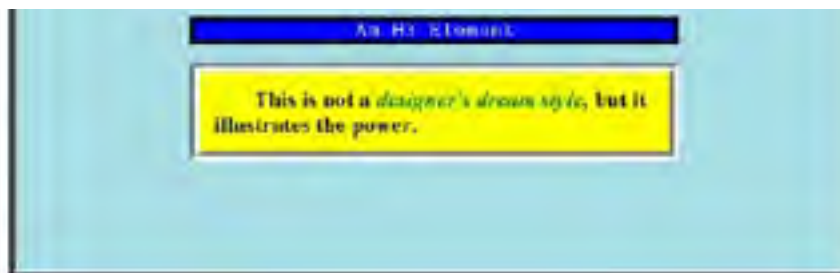 An H1 Element
This is not a designer's dream style, but it
illustrates the power.